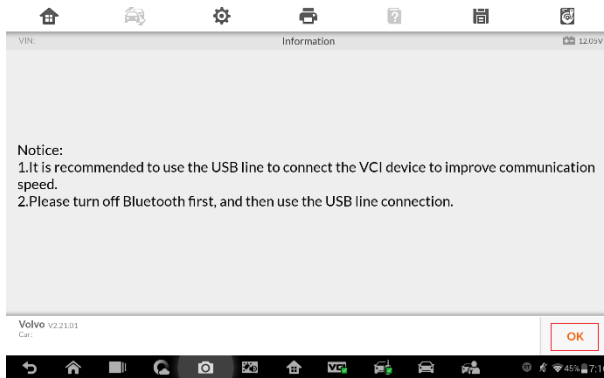 VIN:
Information
12.05V
Notice:
1.It is recommended to use the USB line to connect the VCI device to improve communication
speed.
2.Please turn off Bluetooth first, and then use the USB line connection.
Volvo V2.21.01
Car:
OK
VCI
45%